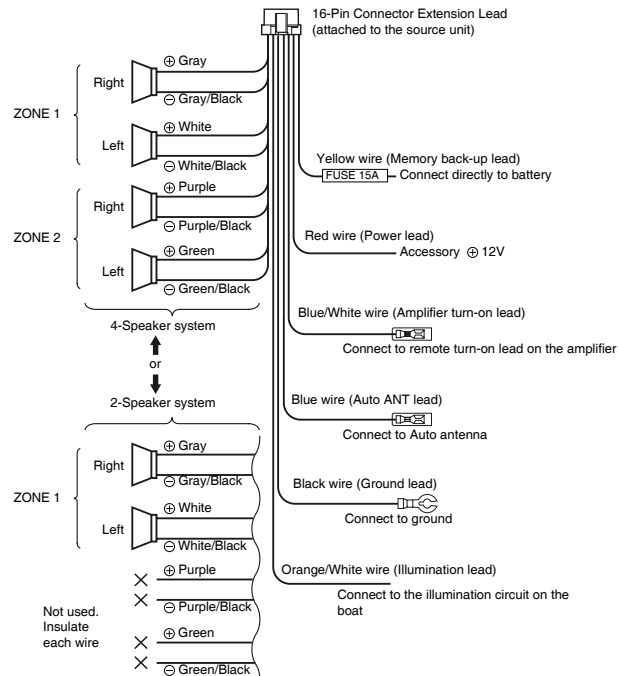 16-Pin Connector Extension Lead
(attached to the source unit)
ZONE 1
Right
⊕ Gray
⊖ Gray/Black
Left
⊕ White
⊖ White/Black
ZONE 2
Right
⊕ Purple
⊖ Purple/Black
Left
⊕ Green
⊖ Green/Black
4-Speaker system
or
2-Speaker system
ZONE 1
Right
⊕ Gray
⊖ Gray/Black
Left
⊕ White
⊖ White/Black
⊕ Purple
⊖ Purple/Black
Not used.
Insulate
each wire
⊕ Green
⊖ Green/Black
Yellow wire (Memory back-up lead)
FUSE 15A
Connect directly to battery
Red wire (Power lead)
Accessory ⊕ 12V
Blue/White wire (Amplifier turn-on lead)
Connect to remote turn-on lead on the amplifier
Blue wire (Auto ANT lead)
Connect to Auto antenna
Black wire (Ground lead)
Connect to ground
Orange/White wire (Illumination lead)
Connect to the illumination circuit on the
boat